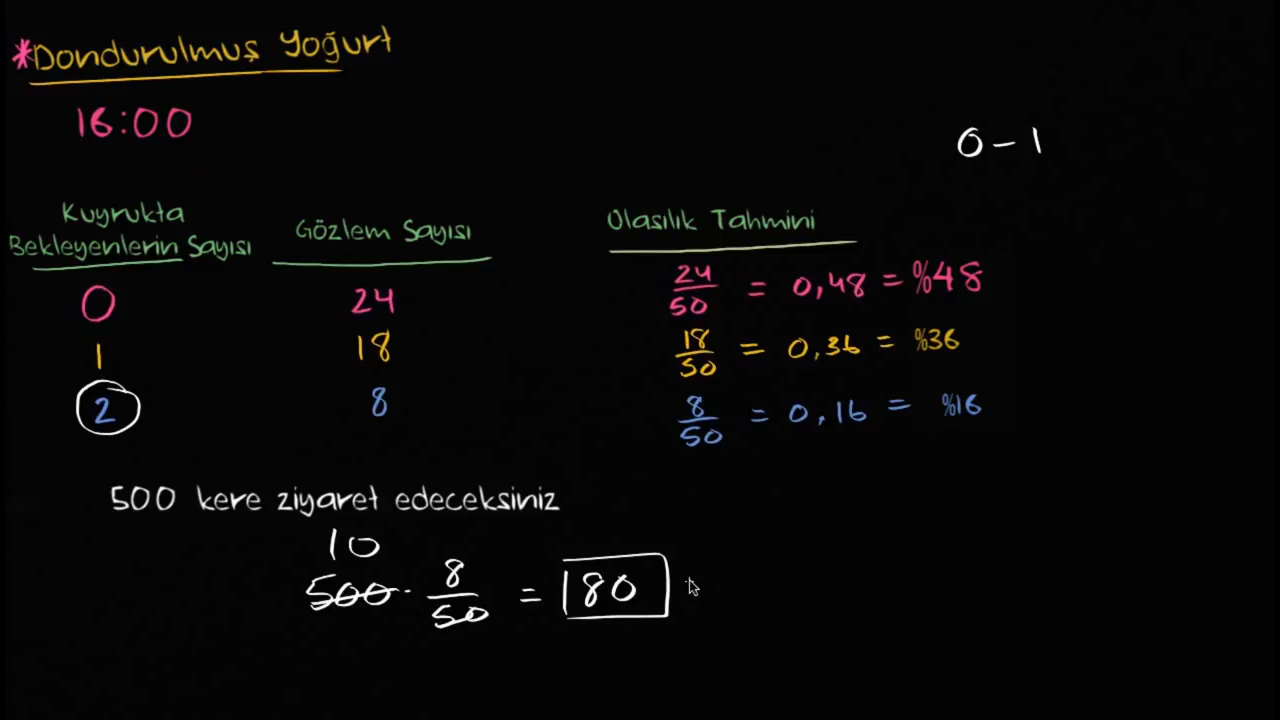 *Dondurulmuş Yoğurt
16:00
0-1
Kuyrukta Bekleyenlerin Sayısı
Gözlem Sayısı
Olasılık Tahmini
0 24 24/50 = 0,48 = %48
1 18 18/50 = 0,36 = %36
2 8 8/50 = 0,16 = %16
500 kere ziyaret edeceksiniz
10
500 · 8/50 = 80